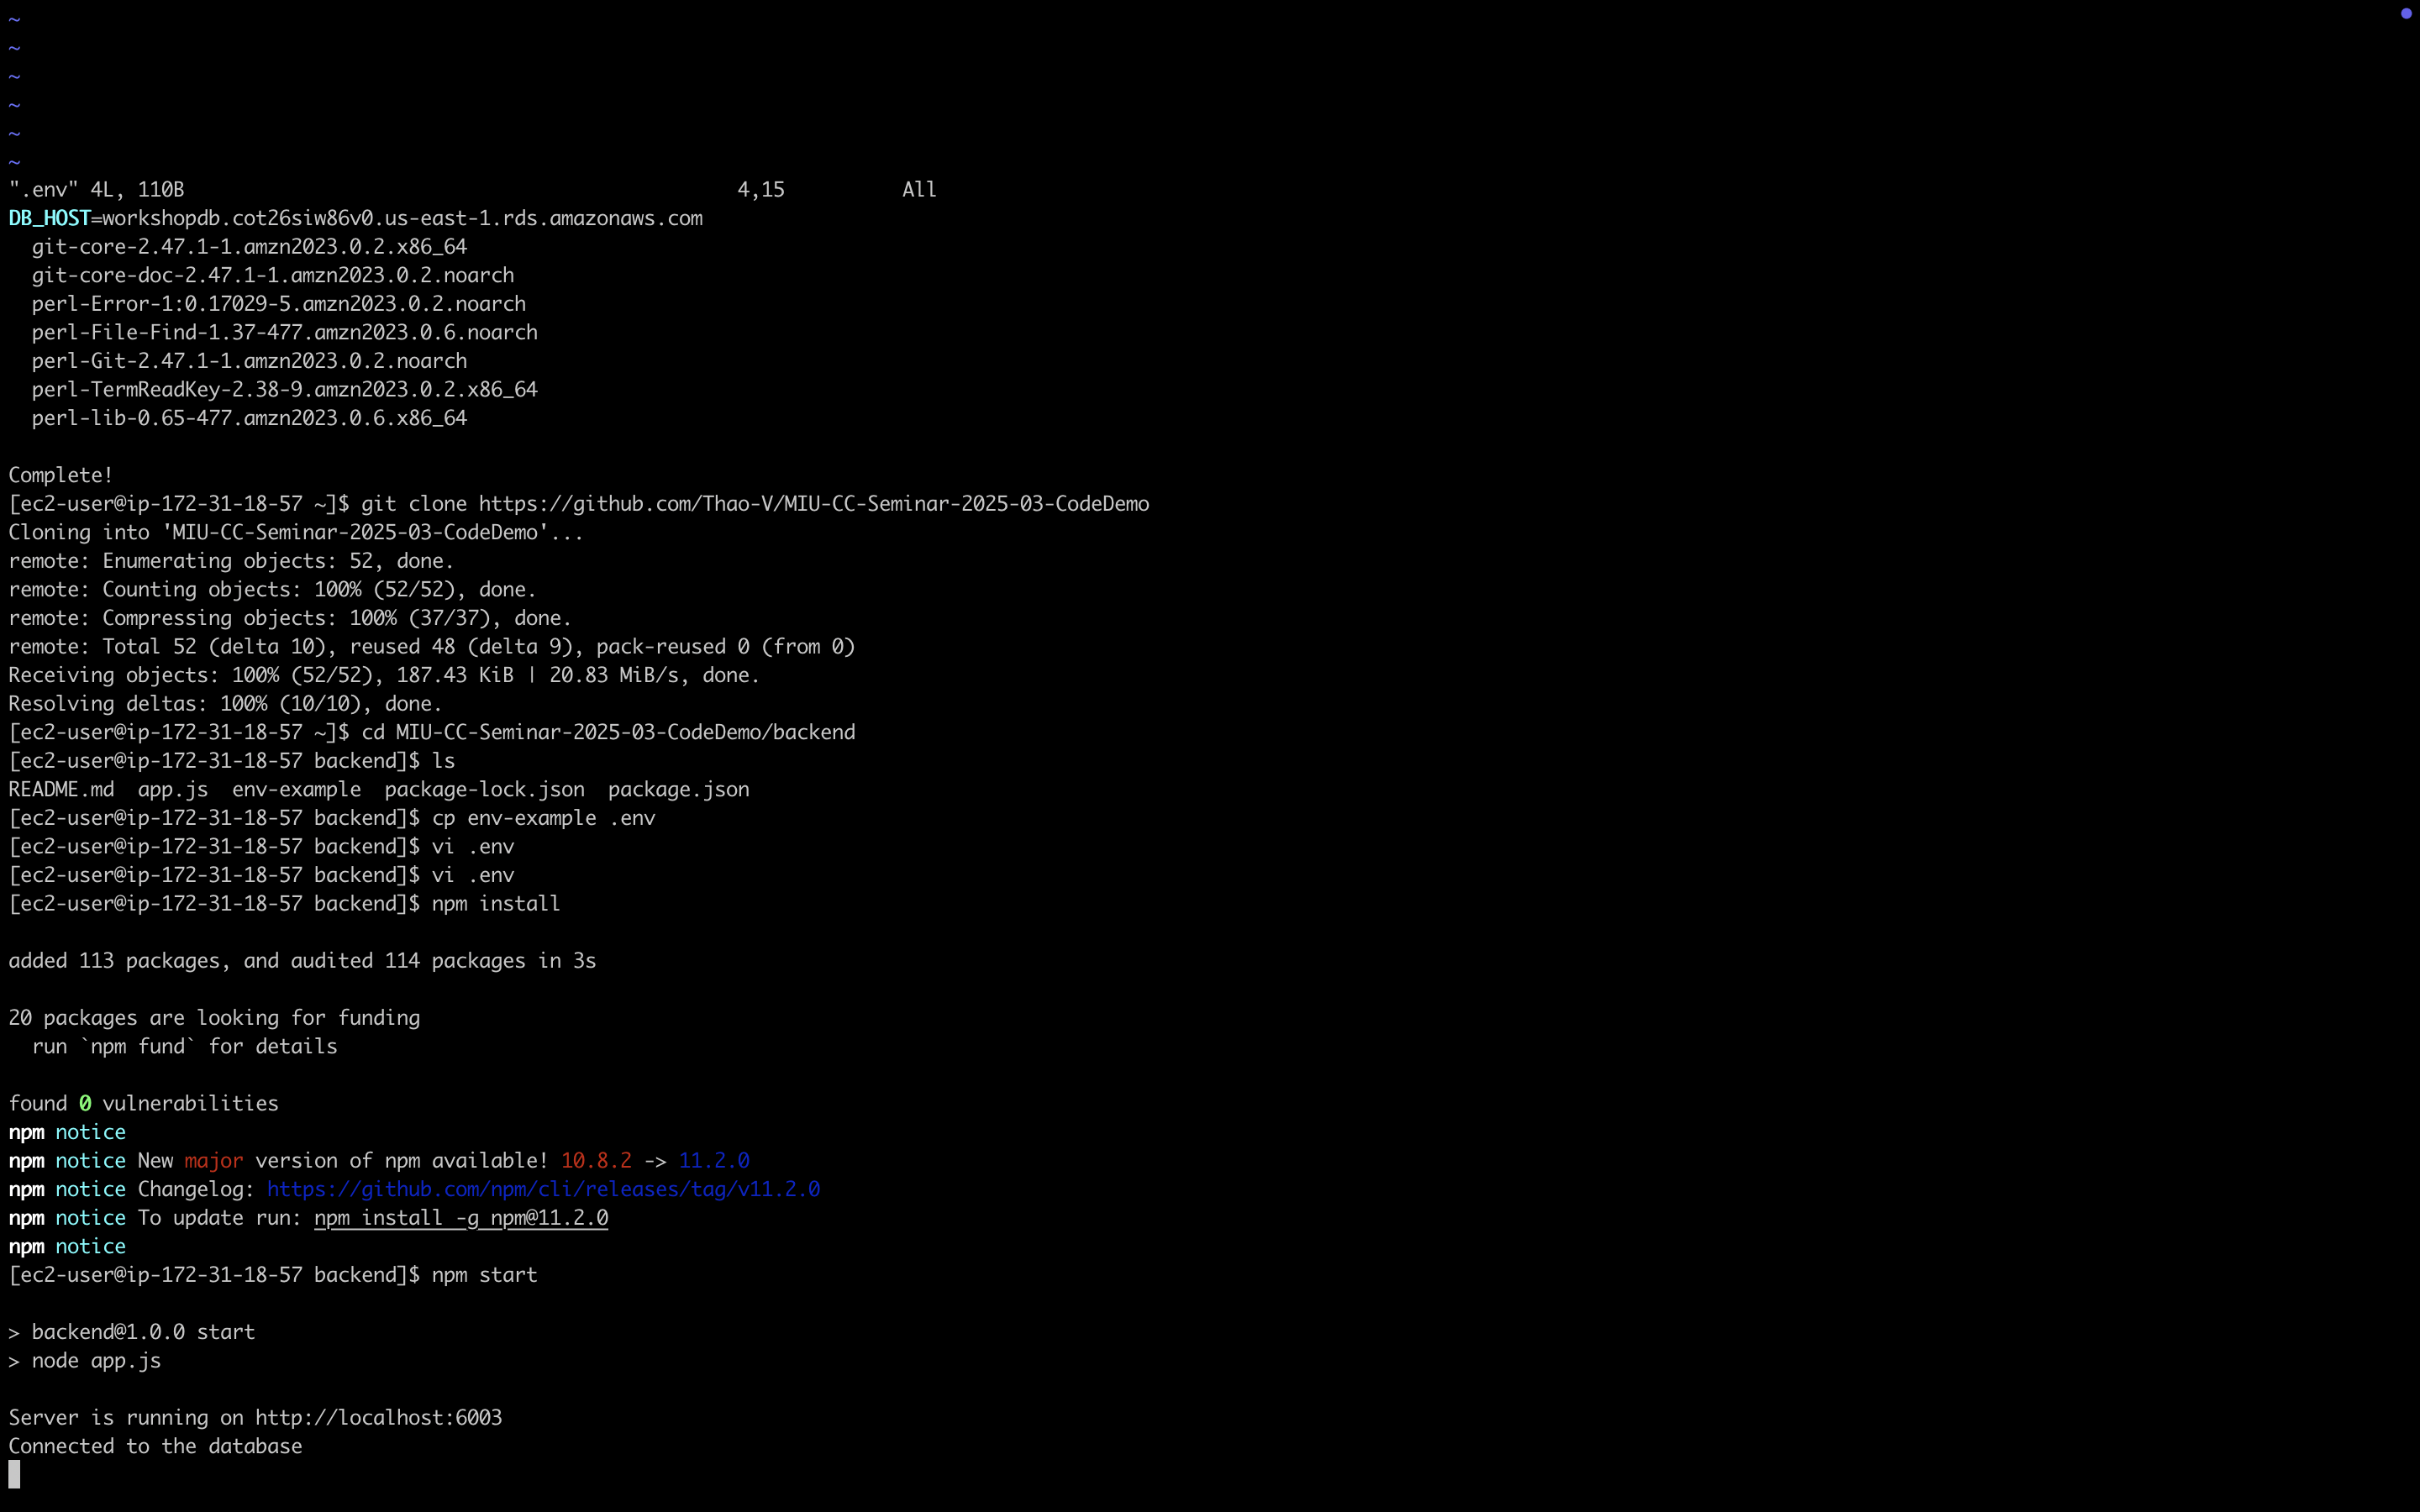 ~
~
~
~
~
~
".env" 4L, 110B 4,15 All
DB_HOST=workshopdb.cot26siw86v0.us-east-1.rds.amazonaws.com
  git-core-2.47.1-1.amzn2023.0.2.x86_64
  git-core-doc-2.47.1-1.amzn2023.0.2.noarch
  perl-Error-1:0.17029-5.amzn2023.0.2.noarch
  perl-File-Find-1.37-477.amzn2023.0.6.noarch
  perl-Git-2.47.1-1.amzn2023.0.2.noarch
  perl-TermReadKey-2.38-9.amzn2023.0.2.x86_64
  perl-lib-0.65-477.amzn2023.0.6.x86_64

Complete!
[ec2-user@ip-172-31-18-57 ~]$ git clone https://github.com/Thao-V/MIU-CC-Seminar-2025-03-CodeDemo
Cloning into 'MIU-CC-Seminar-2025-03-CodeDemo'...
remote: Enumerating objects: 52, done.
remote: Counting objects: 100% (52/52), done.
remote: Compressing objects: 100% (37/37), done.
remote: Total 52 (delta 10), reused 48 (delta 9), pack-reused 0 (from 0)
Receiving objects: 100% (52/52), 187.43 KiB | 20.83 MiB/s, done.
Resolving deltas: 100% (10/10), done.
[ec2-user@ip-172-31-18-57 ~]$ cd MIU-CC-Seminar-2025-03-CodeDemo/backend
[ec2-user@ip-172-31-18-57 backend]$ ls
README.md  app.js  env-example  package-lock.json  package.json
[ec2-user@ip-172-31-18-57 backend]$ cp env-example .env
[ec2-user@ip-172-31-18-57 backend]$ vi .env
[ec2-user@ip-172-31-18-57 backend]$ vi .env
[ec2-user@ip-172-31-18-57 backend]$ npm install

added 113 packages, and audited 114 packages in 3s

20 packages are looking for funding
  run `npm fund` for details

found 0 vulnerabilities
npm notice
npm notice New major version of npm available! 10.8.2 -> 11.2.0
npm notice Changelog: https://github.com/npm/cli/releases/tag/v11.2.0
npm notice To update run: npm install -g npm@11.2.0
npm notice
[ec2-user@ip-172-31-18-57 backend]$ npm start

> backend@1.0.0 start
> node app.js

Server is running on http://localhost:6003
Connected to the database